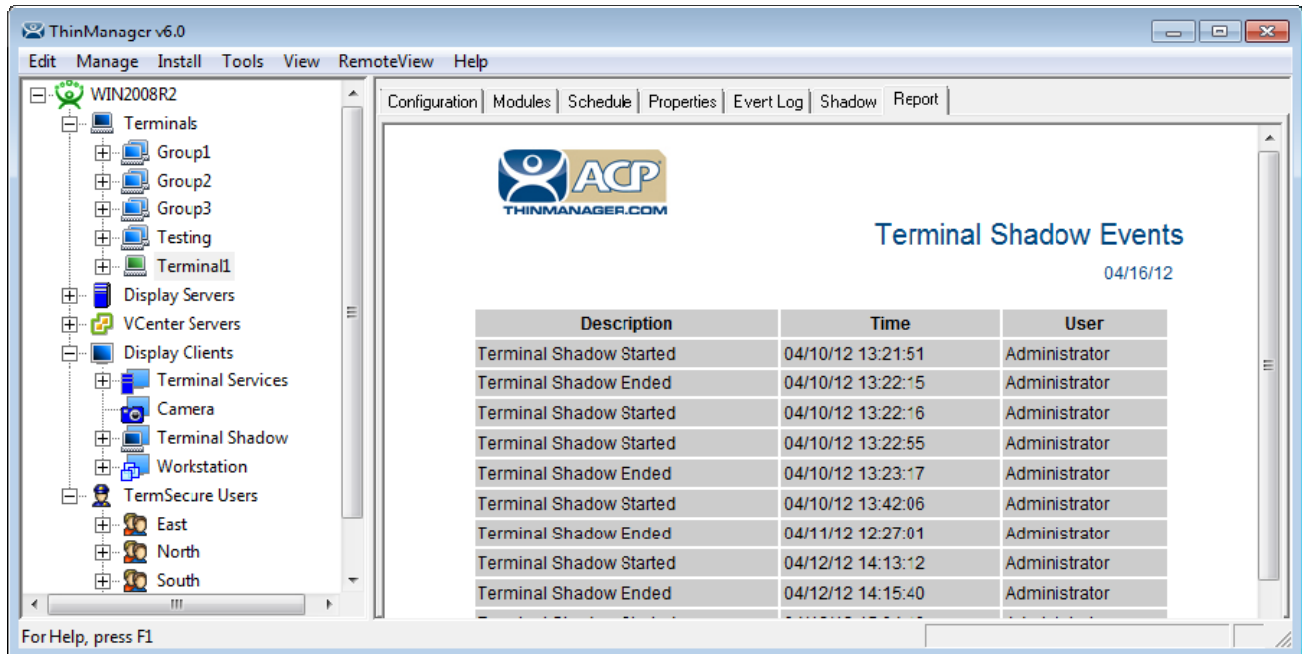 ThinManager v6.0
Edit Manage Install Tools View RemoteView Help
WIN2008R2
Terminals
Group1
Group2
Group3
Testing
Terminal1
Display Servers
VCenter Servers
Display Clients
Terminal Services
Camera
Terminal Shadow
Workstation
TermSecure Users
East
North
South
Configuration Modules Schedule Properties Event Log Shadow Report
ACP
THINMANAGER.COM
Terminal Shadow Events
04/16/12
Description Time User
Terminal Shadow Started 04/10/12 13:21:51 Administrator
Terminal Shadow Ended 04/10/12 13:22:15 Administrator
Terminal Shadow Started 04/10/12 13:22:16 Administrator
Terminal Shadow Started 04/10/12 13:22:55 Administrator
Terminal Shadow Ended 04/10/12 13:23:17 Administrator
Terminal Shadow Started 04/10/12 13:42:06 Administrator
Terminal Shadow Ended 04/11/12 12:27:01 Administrator
Terminal Shadow Started 04/12/12 14:13:12 Administrator
Terminal Shadow Ended 04/12/12 14:15:40 Administrator
For Help, press F1